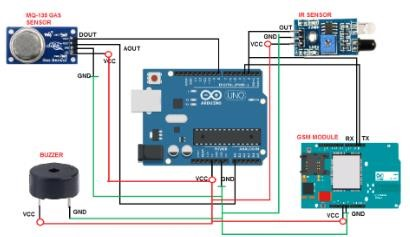 MQ-135 GAS
SENSOR
DOUT
AOUT
VCC
GND
OUT
IR SENSOR
GND
VCC
ARDUINO
UNO
RX
TX
GSM MODULE
BUZZER
VCC
GND
VCC
GND
VCC
GND